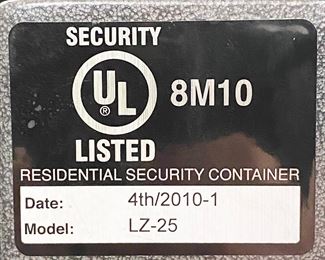 SECURITY
UL ® 8M10
LISTED
RESIDENTIAL SECURITY CONTAINER
Date: 4th/2010-1
Model: LZ-25